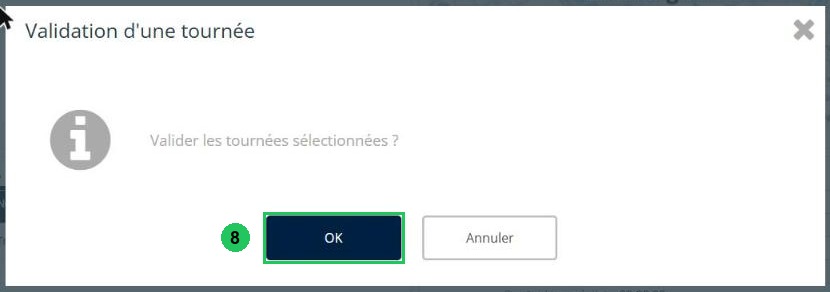 Validation d'une tournée
Valider les tournées sélectionnées ?
8
OK
Annuler